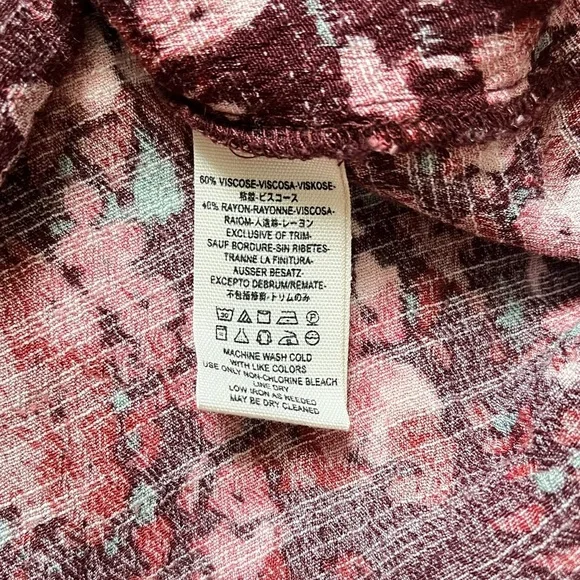 60% VISCOSE-VISCOSA-VISKOSE-
粘胶-ビスコース
40% RAYON-RAYONNE-VISCOSA-
RAIOM-人造絲-レーヨン
EXCLUSIVE OF TRIM-
SAUF BORDURE-SIN RIBETES-
TRANNE LA FINITURA-
AUSSER BESATZ-
EXCEPTO DEBRUM/REMATE-
不包括修剪-トリムのみ
MACHINE WASH COLD
WITH LIKE COLORS
USE ONLY NON-CHLORINE BLEACH
LINE DRY
LOW IRON AS NEEDED
MAY BE DRY CLEANED